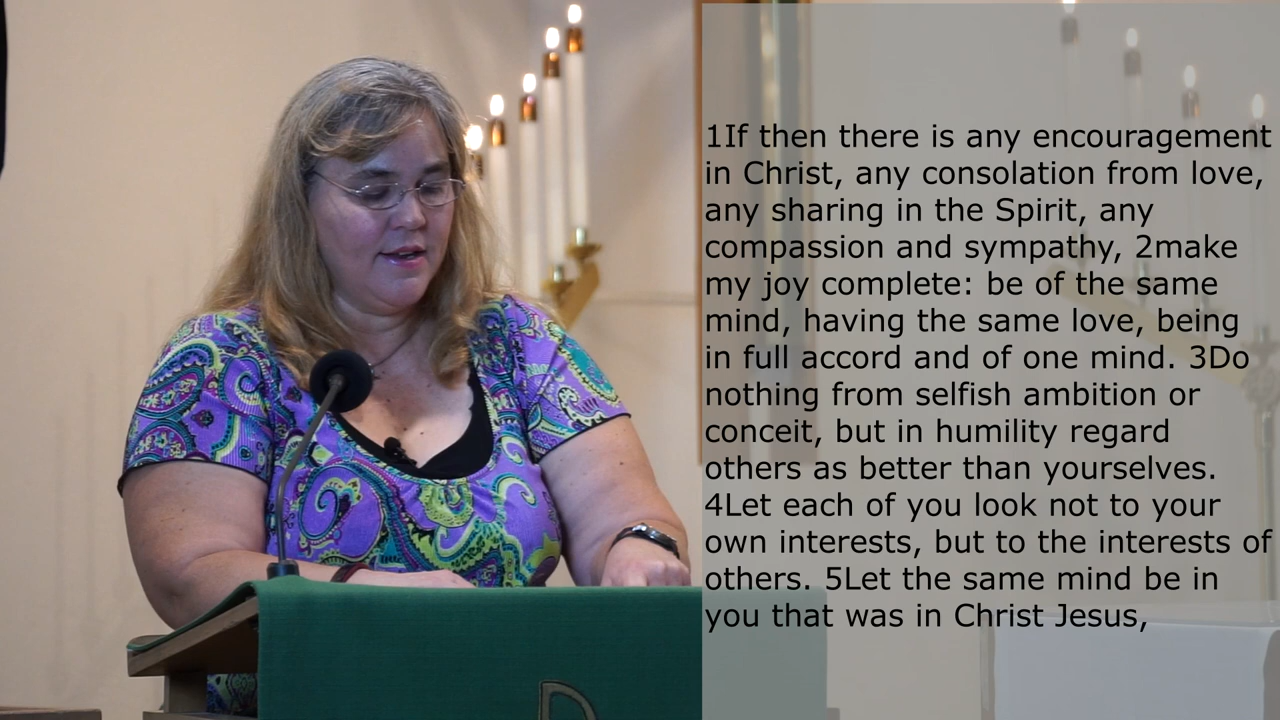 1If then there is any encouragement
in Christ, any consolation from love,
any sharing in the Spirit, any
compassion and sympathy, 2make
my joy complete: be of the same
mind, having the same love, being
in full accord and of one mind. 3Do
nothing from selfish ambition or
conceit, but in humility regard
others as better than yourselves.
4Let each of you look not to your
own interests, but to the interests of
others. 5Let the same mind be in
you that was in Christ Jesus,